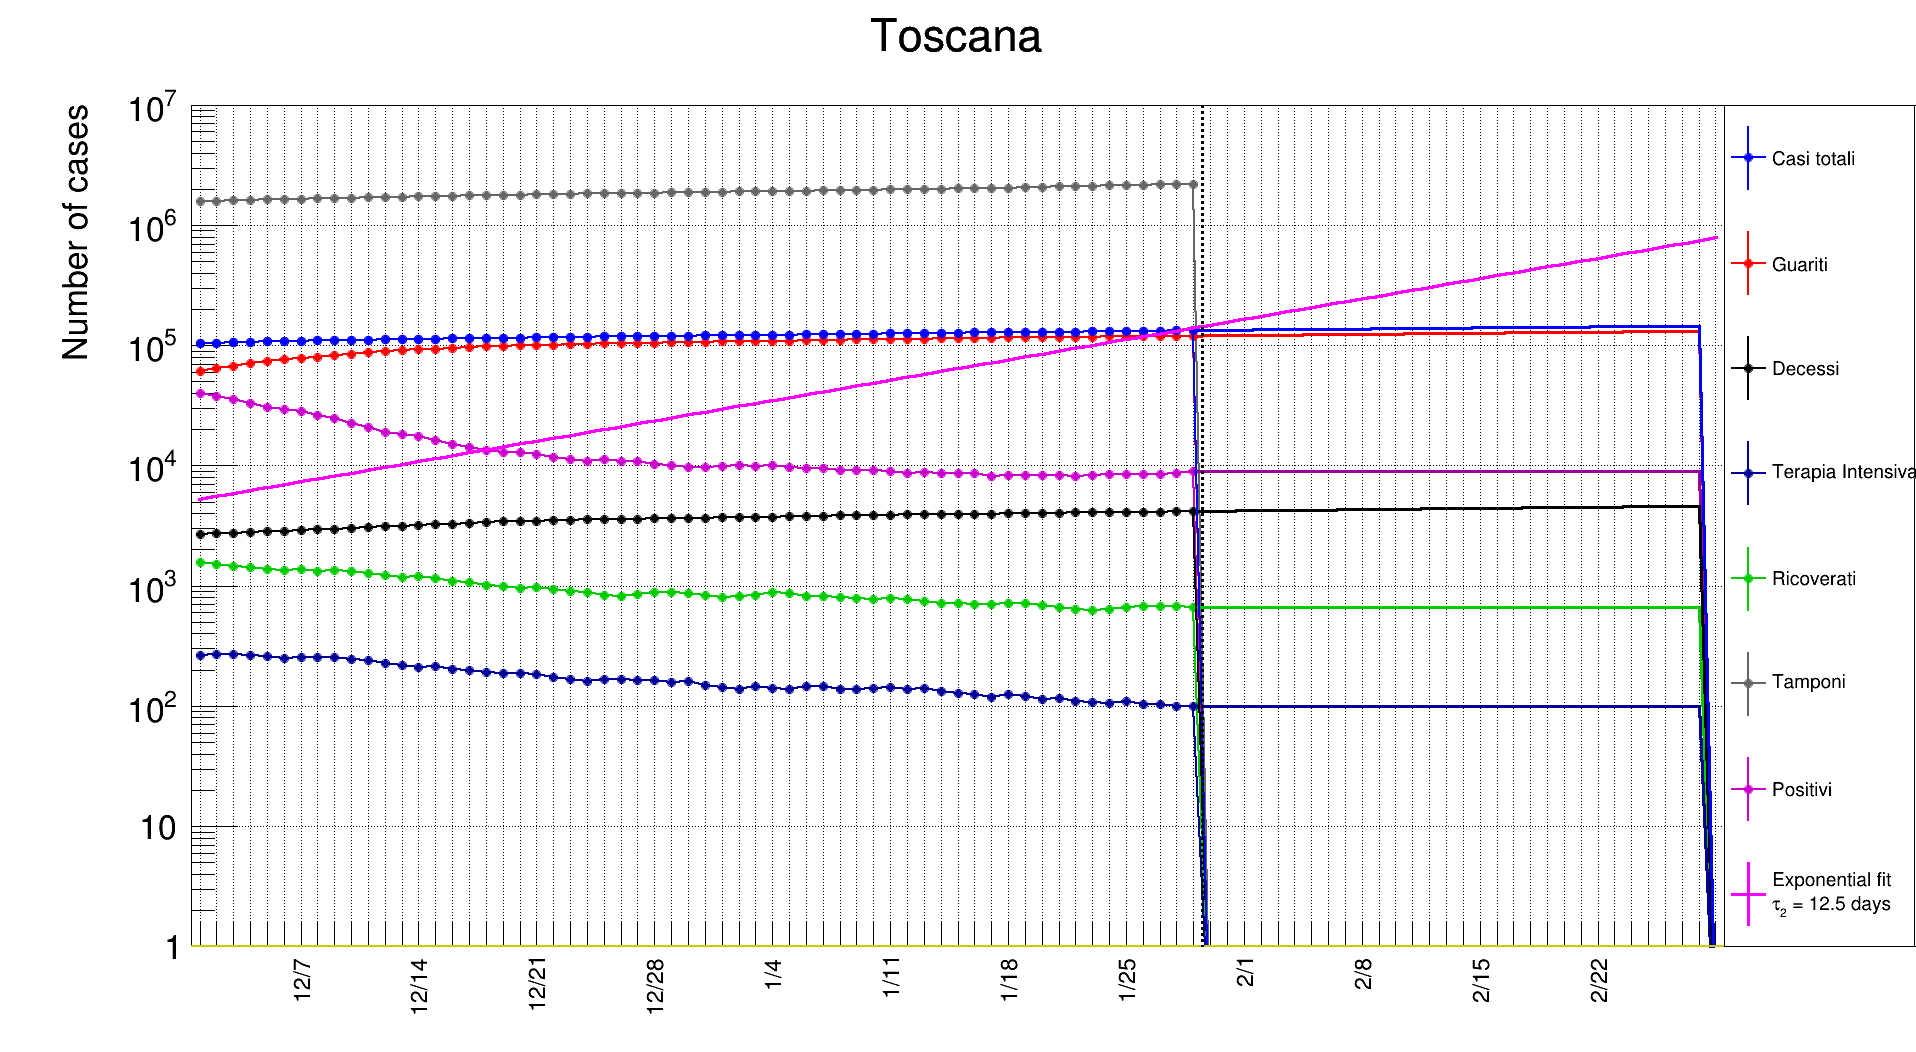 Toscana
Number of cases
10^7
10^6
10^5
10^4
10^3
10^2
10
1
12/7
12/14
12/21
12/28
1/4
1/11
1/18
1/25
2/1
2/8
2/15
2/22
Casi totali
Guariti
Decessi
Terapia Intensiva
Ricoverati
Tamponi
Positivi
Exponential fit
τ₂ = 12.5 days